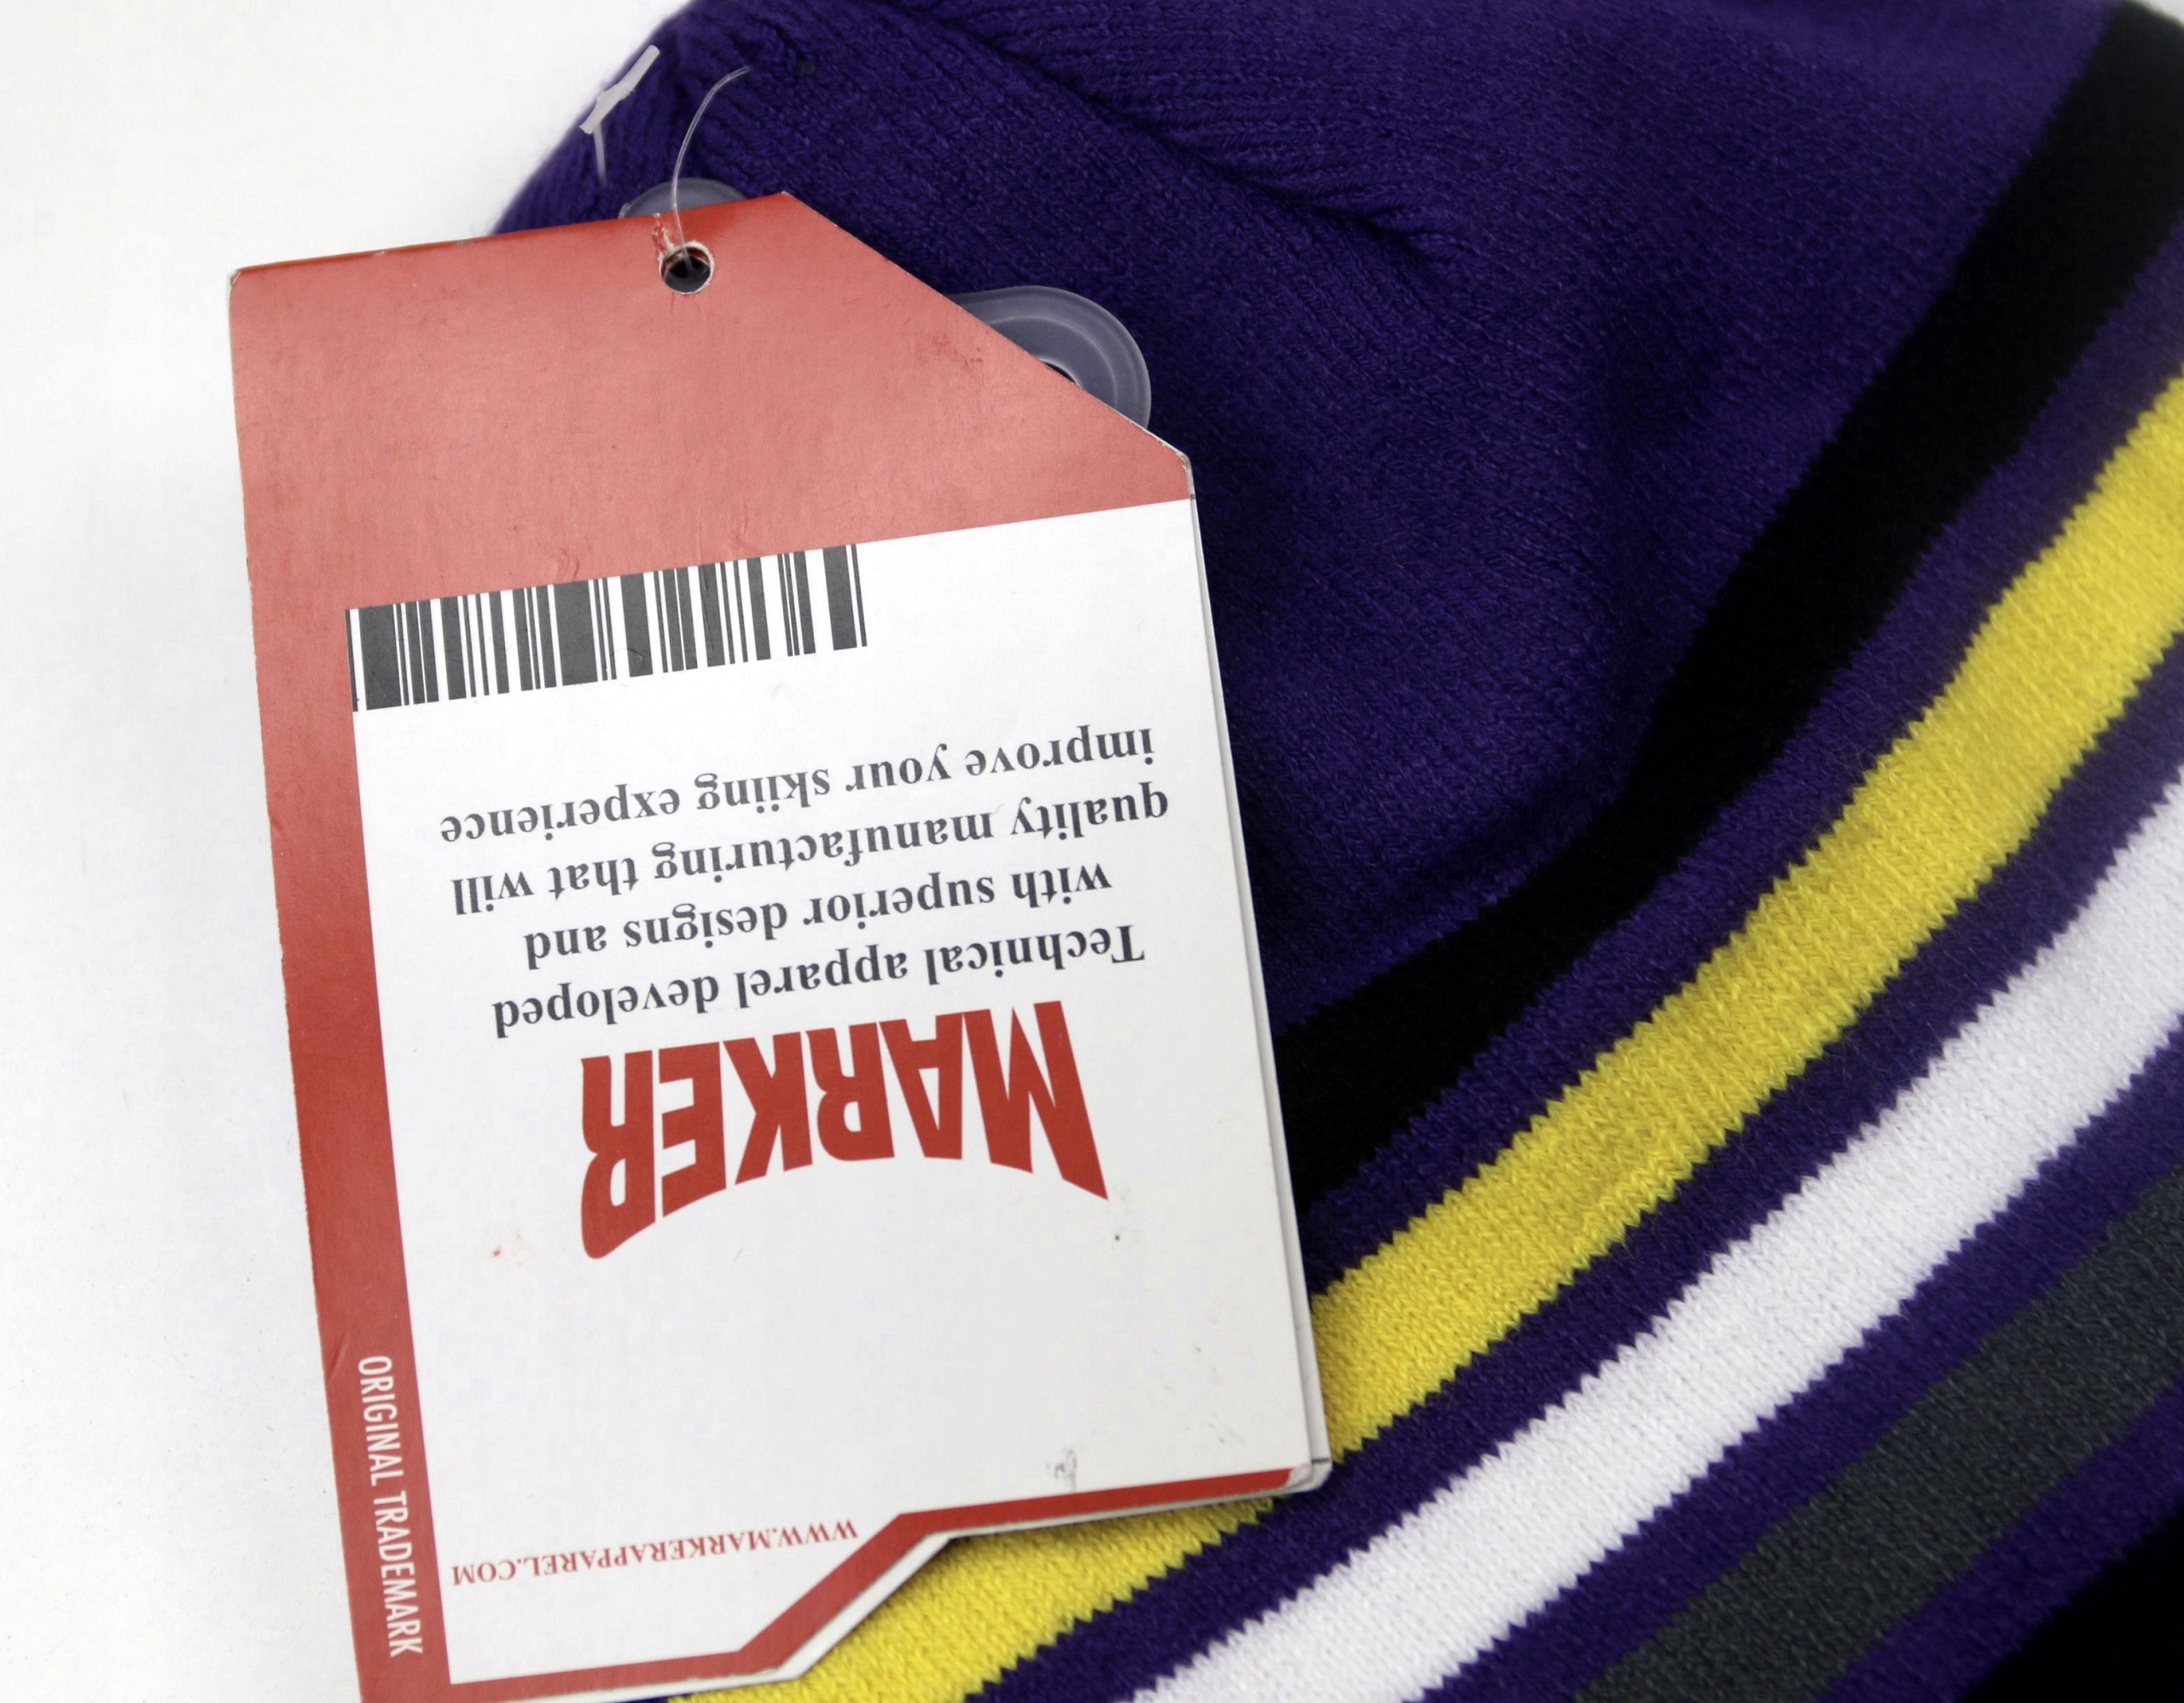 MARKER
Technical apparel developed
with superior designs and
quality manufacturing that will
improve your skiing experience
WWW.MARKERAPPAREL.COM
ORIGINAL TRADEMARK